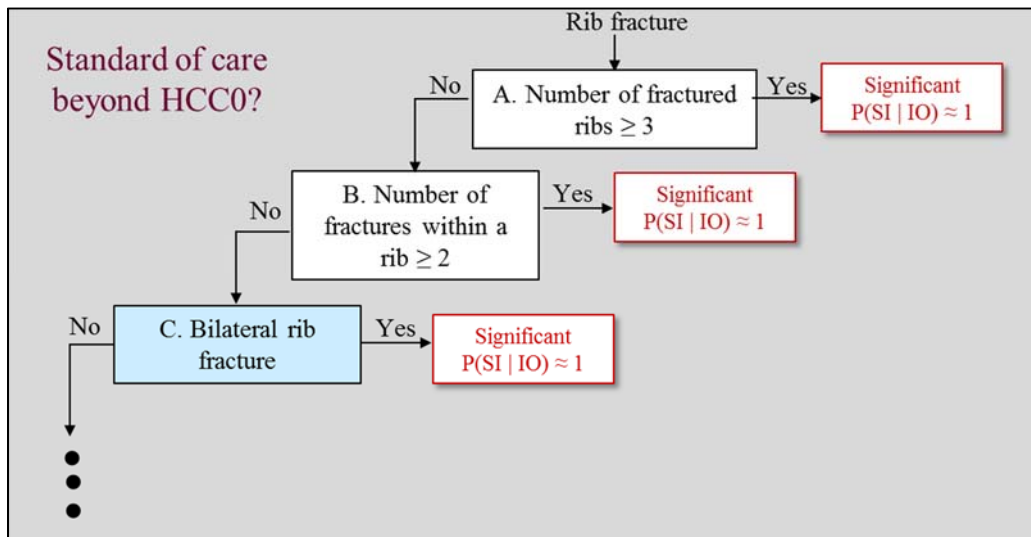 Rib fracture
Standard of care
beyond HCC0?
No
A. Number of fractured
ribs ≥ 3
Yes
Significant
P(SI | IO) ≈ 1
No
B. Number of
fractures within a
rib ≥ 2
Yes
Significant
P(SI | IO) ≈ 1
No
C. Bilateral rib
fracture
Yes
Significant
P(SI | IO) ≈ 1